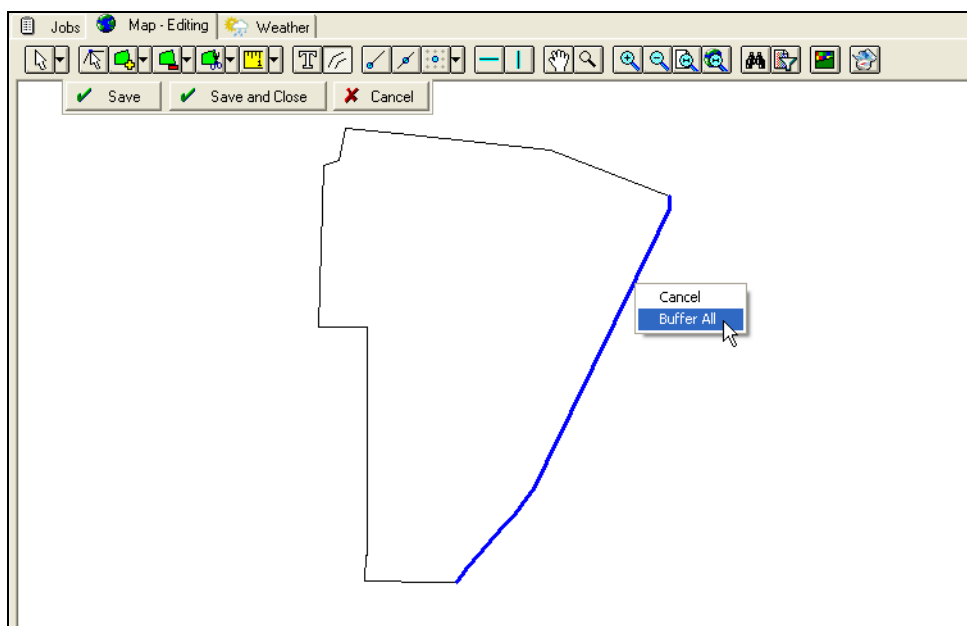 Jobs Map - Editing Weather
T
Save Save and Close Cancel
Cancel
Buffer All